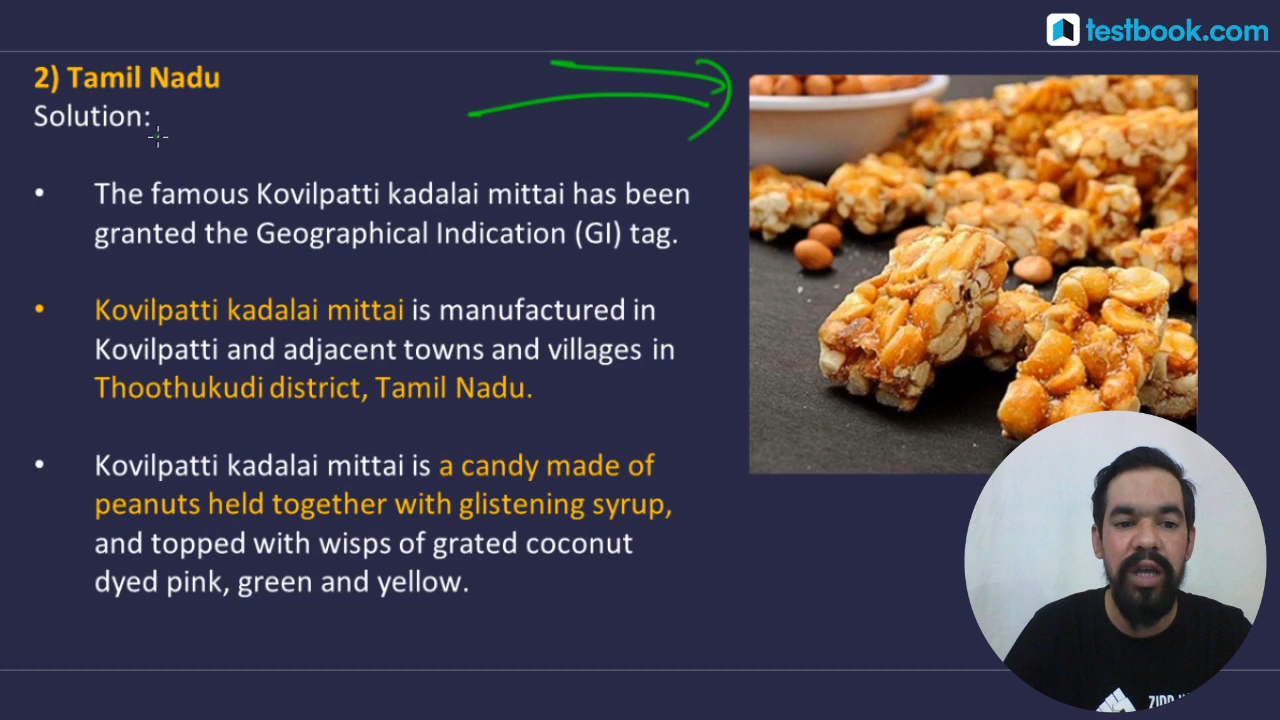 testbook.com
2) Tamil Nadu
Solution:
• The famous Kovilpatti kadalai mittai has been
granted the Geographical Indication (GI) tag.
• Kovilpatti kadalai mittai is manufactured in
Kovilpatti and adjacent towns and villages in
Thoothukudi district, Tamil Nadu.
• Kovilpatti kadalai mittai is a candy made of
peanuts held together with glistening syrup,
and topped with wisps of grated coconut
dyed pink, green and yellow.